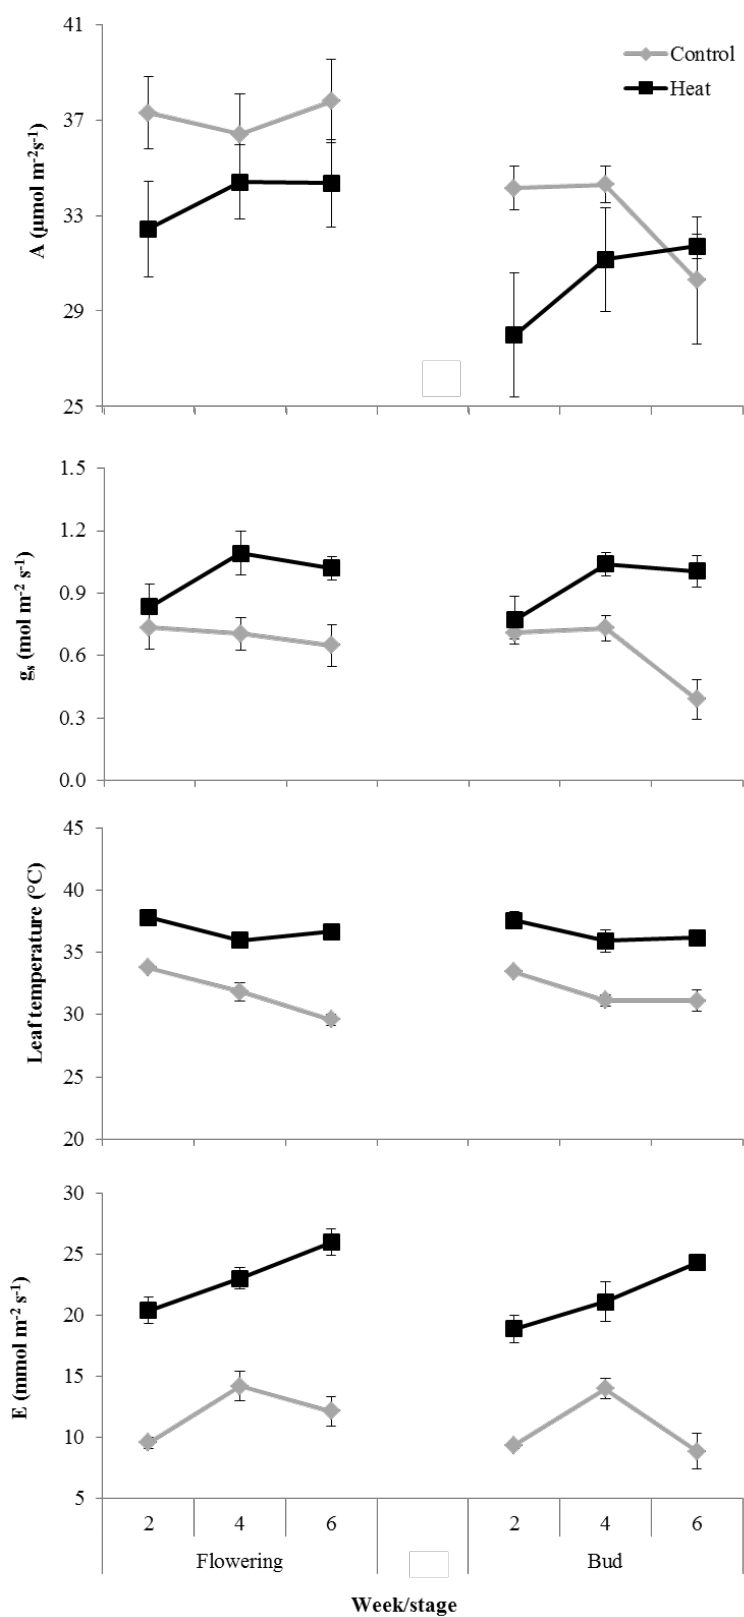 41
Control
Heat
37
33
29
25
A (μmol m-2s-1)
1.5
1.2
0.9
0.6
0.3
0.0
gs (mol m-2 s-1)
45
40
35
30
25
20
Leaf temperature (°C)
30
25
20
15
10
5
E (mmol m-2 s-1)
2 4 6 2 4 6
Flowering Bud
Week/stage